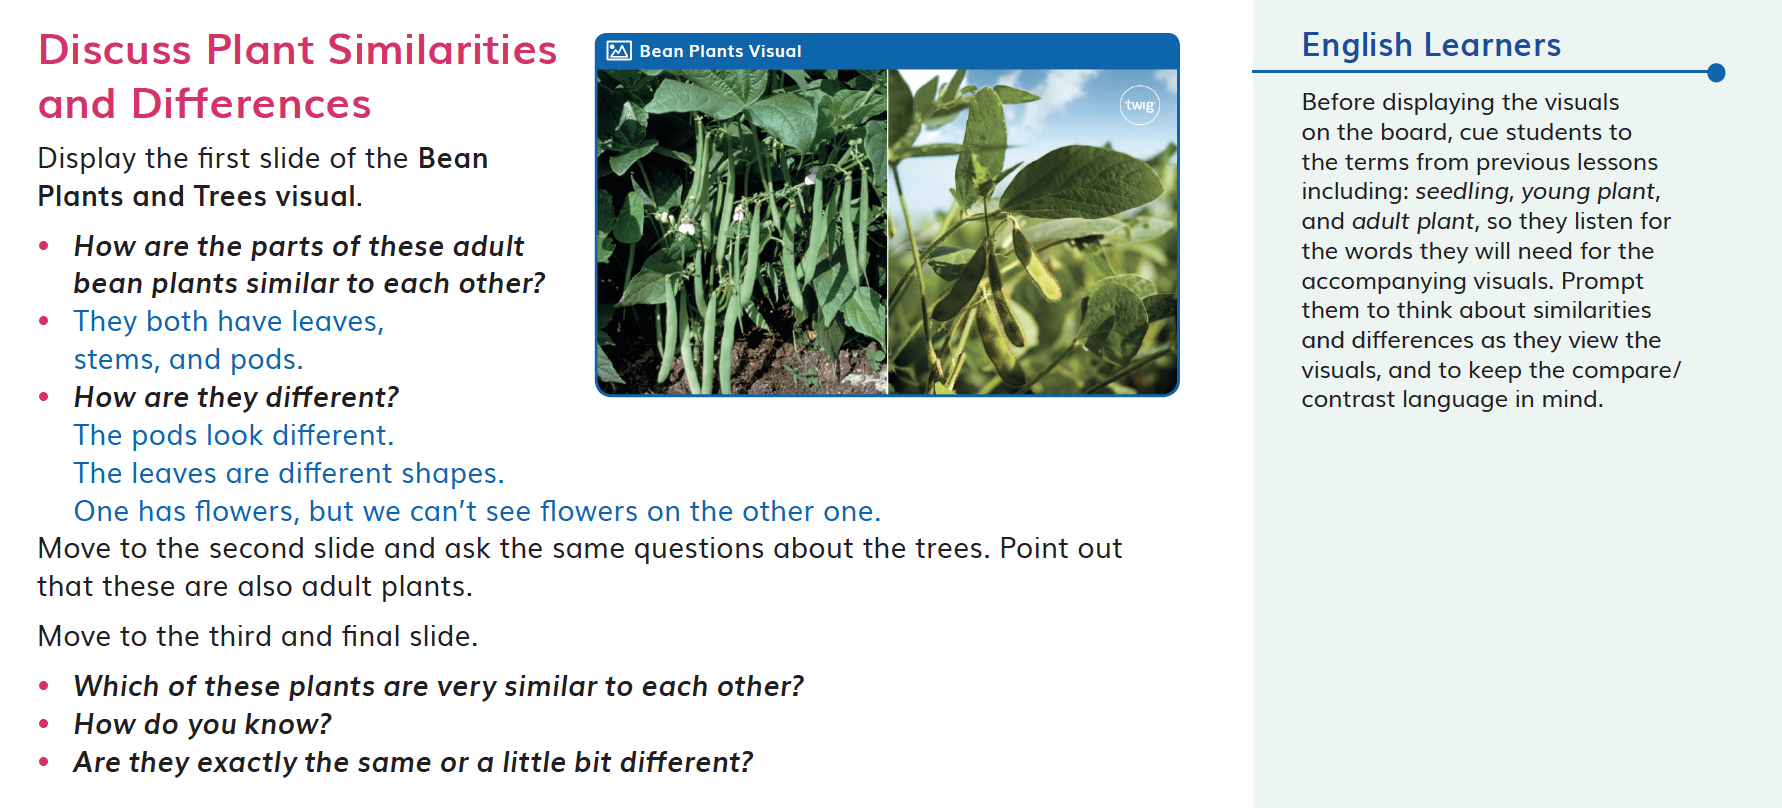 Discuss Plant Similarities
and Differences
Display the first slide of the Bean
Plants and Trees visual.
• How are the parts of these adult
bean plants similar to each other?
• They both have leaves,
stems, and pods.
• How are they different?
The pods look different.
The leaves are different shapes.
One has flowers, but we can’t see flowers on the other one.
Move to the second slide and ask the same questions about the trees. Point out
that these are also adult plants.
Move to the third and final slide.
• Which of these plants are very similar to each other?
• How do you know?
• Are they exactly the same or a little bit different?
Bean Plants Visual
twig
English Learners
Before displaying the visuals
on the board, cue students to
the terms from previous lessons
including: seedling, young plant,
and adult plant, so they listen for
the words they will need for the
accompanying visuals. Prompt
them to think about similarities
and differences as they view the
visuals, and to keep the compare/
contrast language in mind.